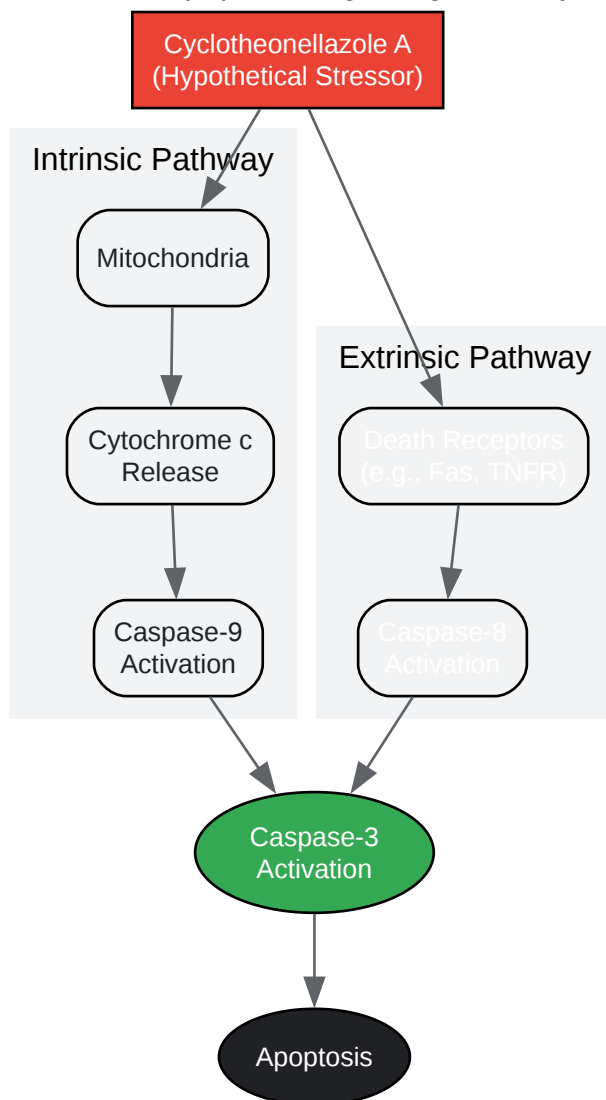 Cyclotheonellazole A
(Hypothetical Stressor)
Intrinsic Pathway
Mitochondria
Extrinsic Pathway
Cytochrome c
Release
Death Receptors
(e.g., Fas, TNFR)
Caspase-9
Activation
Caspase-8
Activation
Caspase-3
Activation
Apoptosis